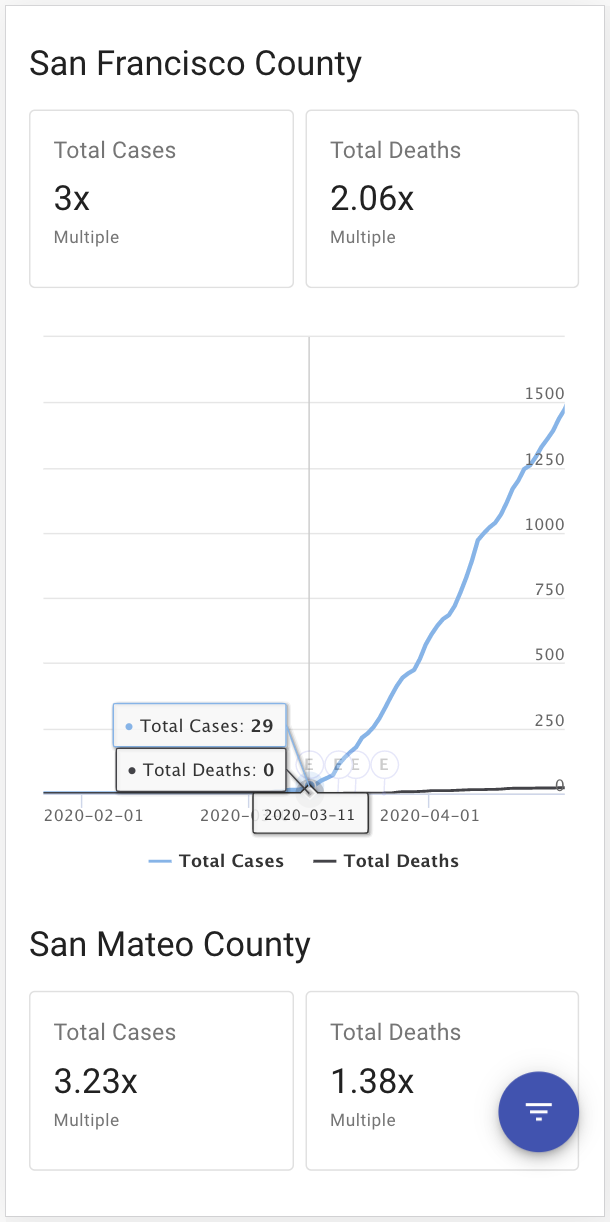 San Francisco County
Total Cases
3x
Multiple
Total Deaths
2.06x
Multiple
1500
1250
1000
750
500
250
0
Total Cases: 29
Total Deaths: 0
E E E E
2020-02-01
2020-0
2020-03-11
2020-04-01
Total Cases
Total Deaths
San Mateo County
Total Cases
3.23x
Multiple
Total Deaths
1.38x
Multiple